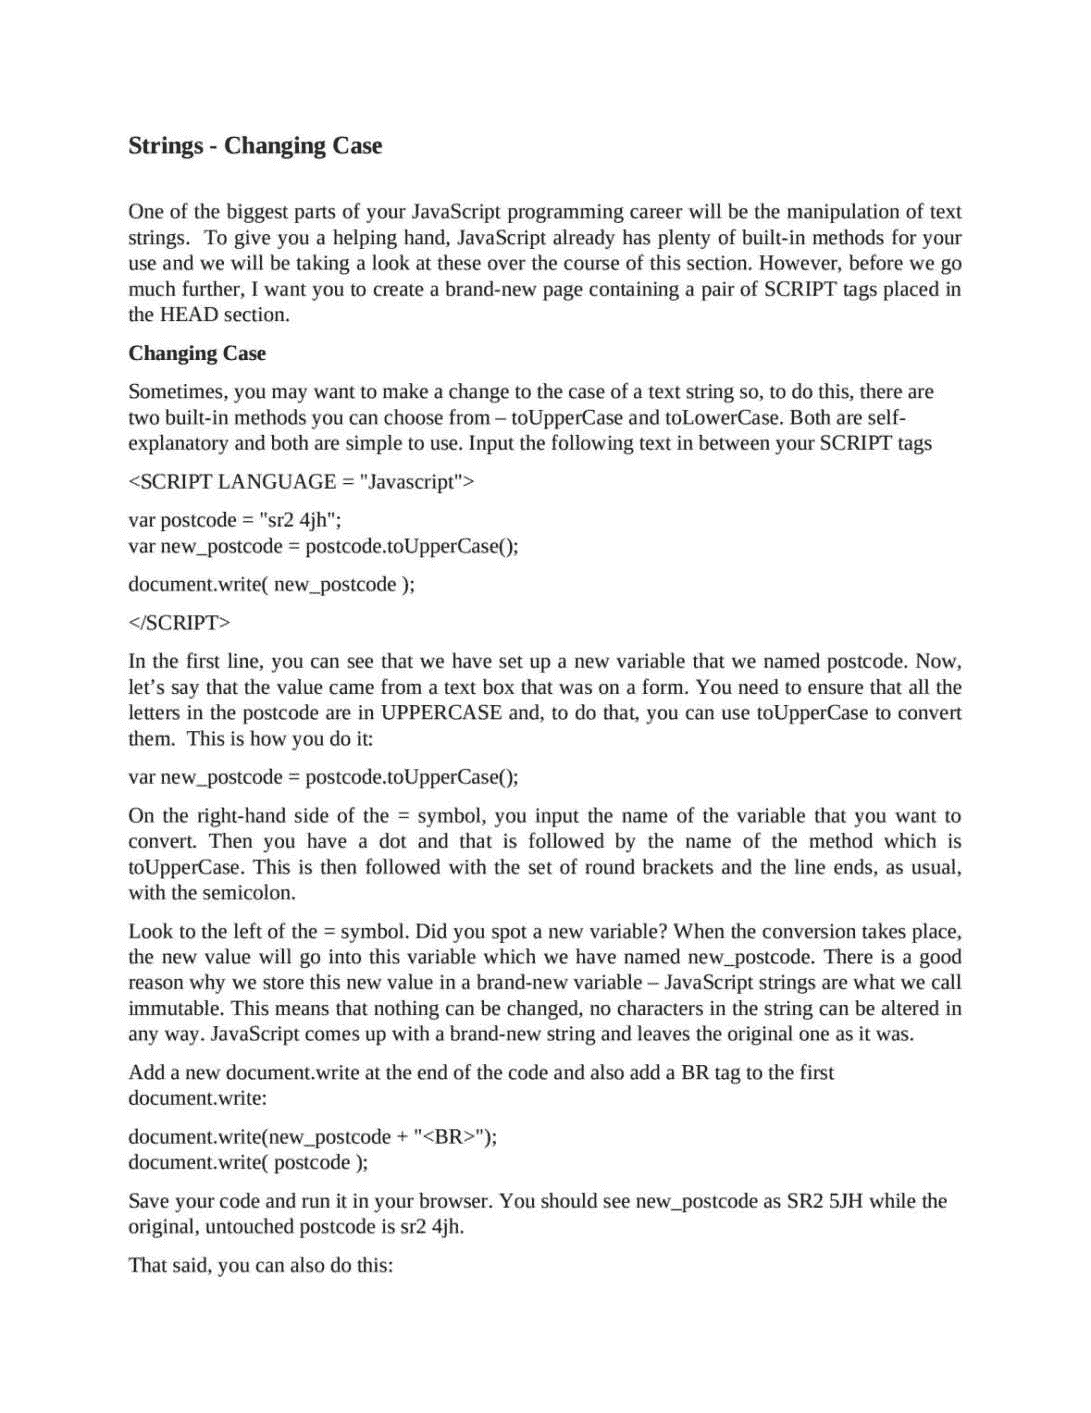 Strings - Changing Case
One of the biggest parts of your JavaScript programming career will be the manipulation of text
strings.  To give you a helping hand, JavaScript already has plenty of built-in methods for your
use and we will be taking a look at these over the course of this section. However, before we go
much further, I want you to create a brand-new page containing a pair of SCRIPT tags placed in
the HEAD section.
Changing Case
Sometimes, you may want to make a change to the case of a text string so, to do this, there are
two built-in methods you can choose from – toUpperCase and toLowerCase. Both are self-
explanatory and both are simple to use. Input the following text in between your SCRIPT tags
<SCRIPT LANGUAGE = "Javascript">
var postcode = "sr2 4jh";
var new_postcode = postcode.toUpperCase();
document.write( new_postcode );
</SCRIPT>
In the first line, you can see that we have set up a new variable that we named postcode. Now,
let’s say that the value came from a text box that was on a form. You need to ensure that all the
letters in the postcode are in UPPERCASE and, to do that, you can use toUpperCase to convert
them.  This is how you do it:
var new_postcode = postcode.toUpperCase();
On the right-hand side of the = symbol, you input the name of the variable that you want to
convert. Then you have a dot and that is followed by the name of the method which is
toUpperCase. This is then followed with the set of round brackets and the line ends, as usual,
with the semicolon.
Look to the left of the = symbol. Did you spot a new variable? When the conversion takes place,
the new value will go into this variable which we have named new_postcode. There is a good
reason why we store this new value in a brand-new variable – JavaScript strings are what we call
immutable. This means that nothing can be changed, no characters in the string can be altered in
any way. JavaScript comes up with a brand-new string and leaves the original one as it was.
Add a new document.write at the end of the code and also add a BR tag to the first
document.write:
document.write(new_postcode + "<BR>");
document.write( postcode );
Save your code and run it in your browser. You should see new_postcode as SR2 5JH while the
original, untouched postcode is sr2 4jh.
That said, you can also do this: